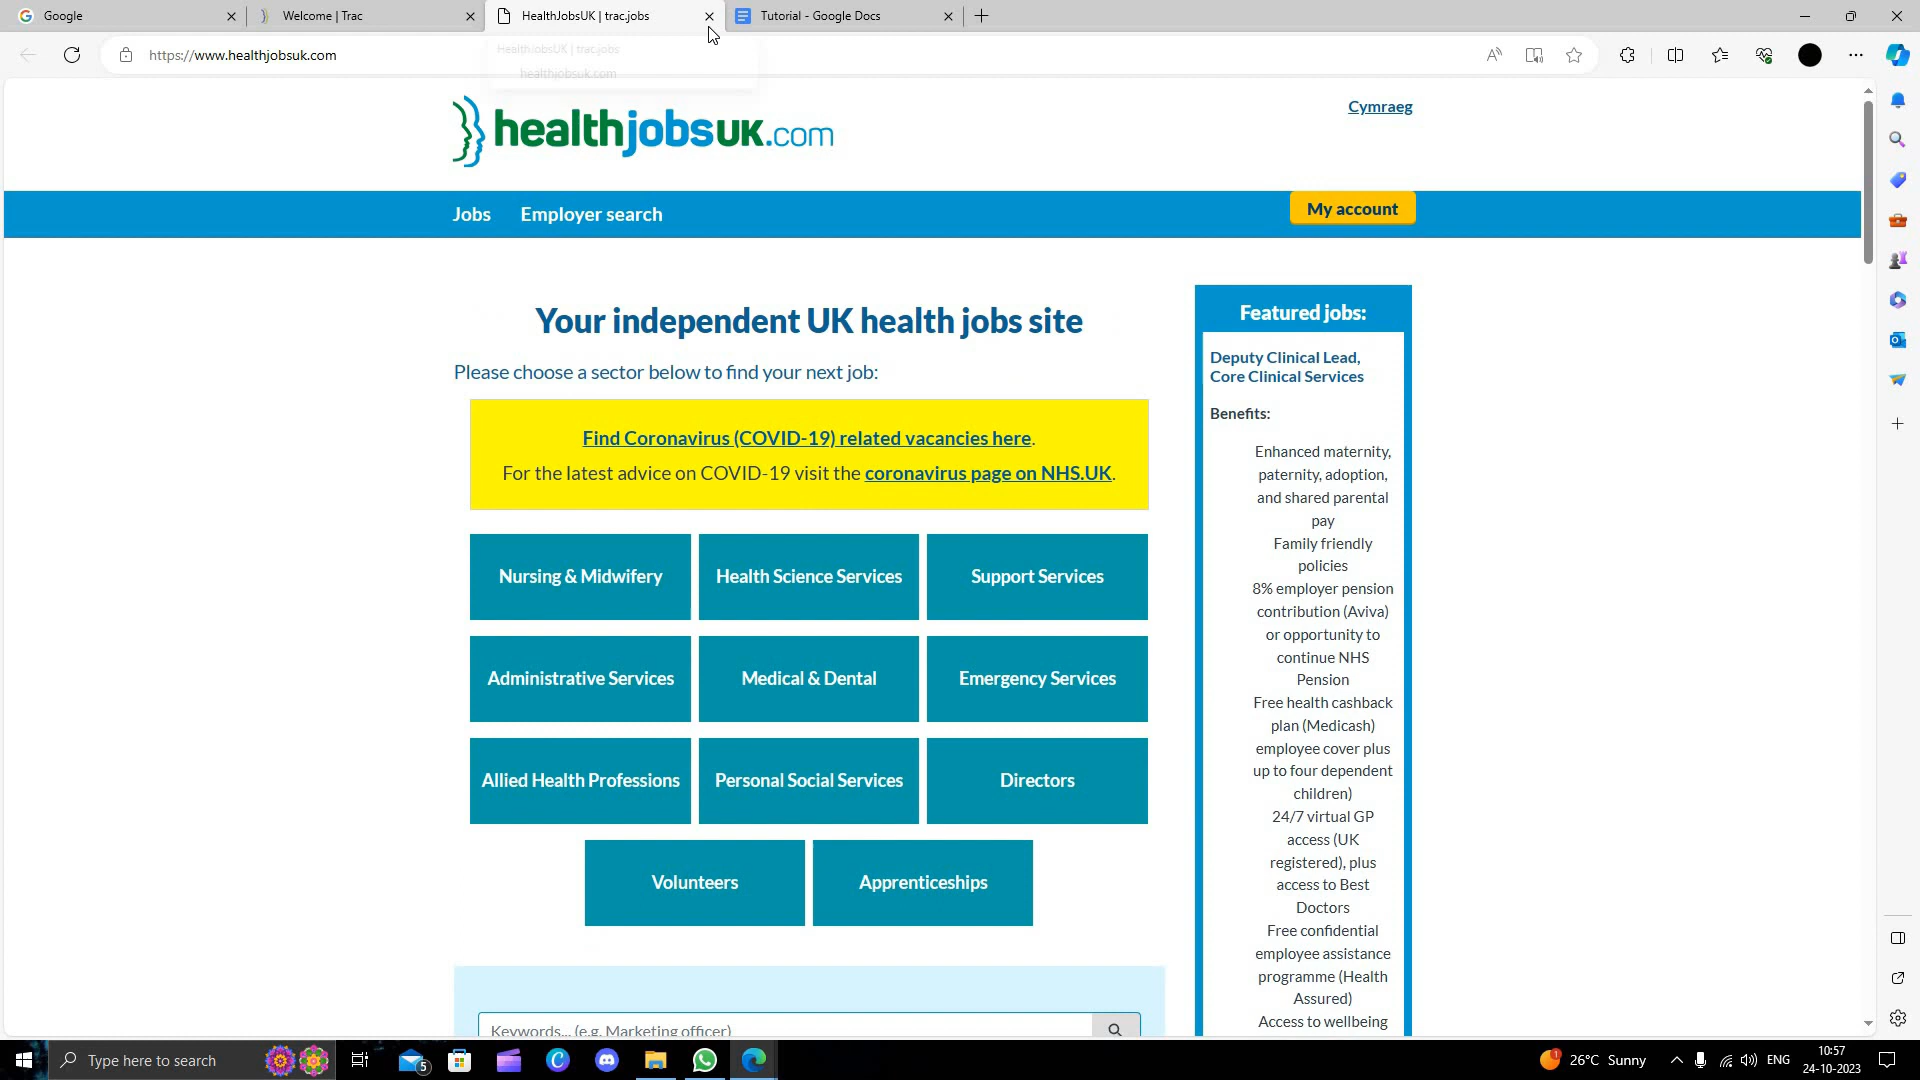 Google
Welcome | Trac
HealthJobsUK | trac.jobs
Tutorial - Google Docs
https://www.healthjobsuk.com
HealthJobsUK | trac.jobs
healthjobsuk.com
healthjobsUK.com
Cymraeg
Jobs
Employer search
My account
Your independent UK health jobs site
Please choose a sector below to find your next job:
Find Coronavirus (COVID-19) related vacancies here.
For the latest advice on COVID-19 visit the coronavirus page on NHS.UK.
Nursing & Midwifery
Health Science Services
Support Services
Administrative Services
Medical & Dental
Emergency Services
Allied Health Professions
Personal Social Services
Directors
Volunteers
Apprenticeships
Keywords... (e.g. Marketing officer)
Featured jobs:
Deputy Clinical Lead,
Core Clinical Services
Benefits:
Enhanced maternity,
paternity, adoption,
and shared parental
pay
Family friendly
policies
8% employer pension
contribution (Aviva)
or opportunity to
continue NHS
Pension
Free health cashback
plan (Medicash)
employee cover plus
up to four dependent
children)
24/7 virtual GP
access (UK
registered), plus
access to Best
Doctors
Free confidential
employee assistance
programme (Health
Assured)
Access to wellbeing
Type here to search
5
1
26°C Sunny
ENG
10:57
24-10-2023